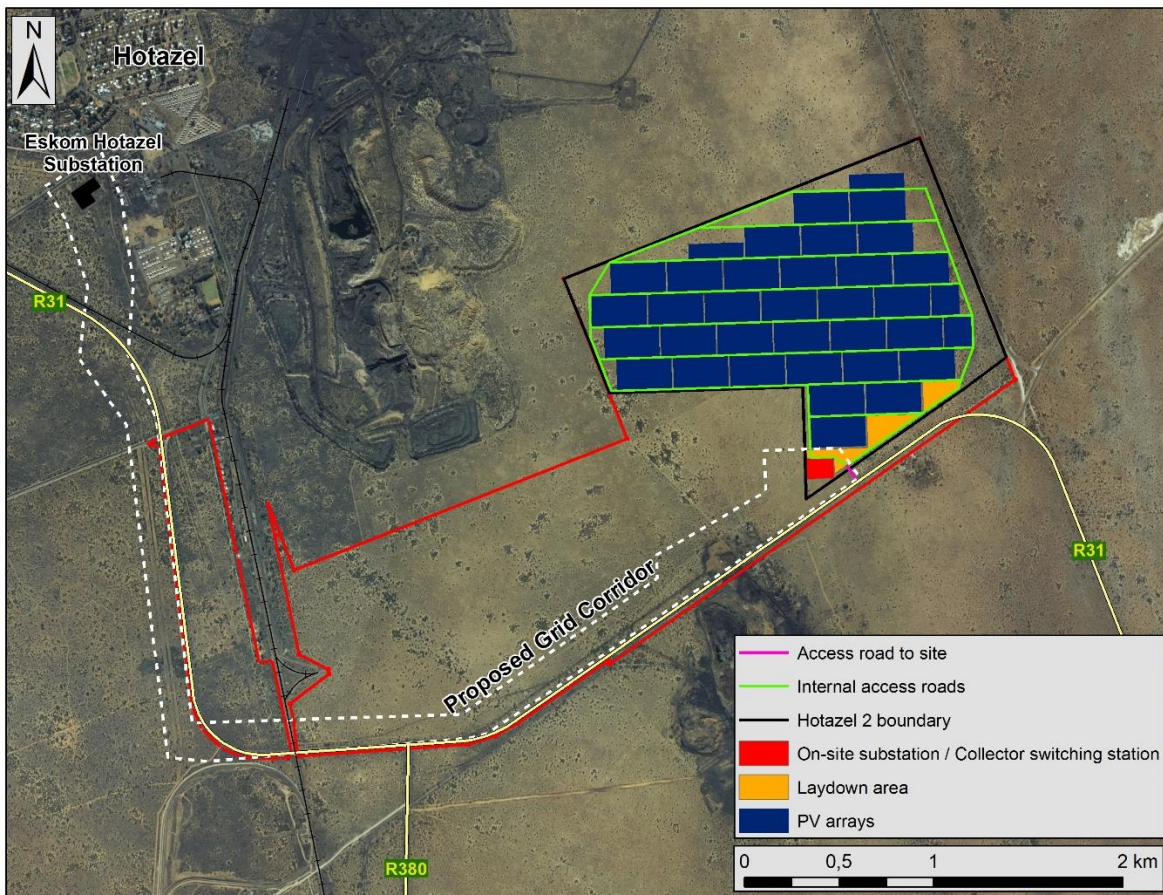 N
Hotazel
Eskom Hotazel
Substation
R31
Proposed Grid Corridor
R31
R380
Access road to site
Internal access roads
Hotazel 2 boundary
On-site substation / Collector switching station
Laydown area
PV arrays
0 0,5 1 2 km